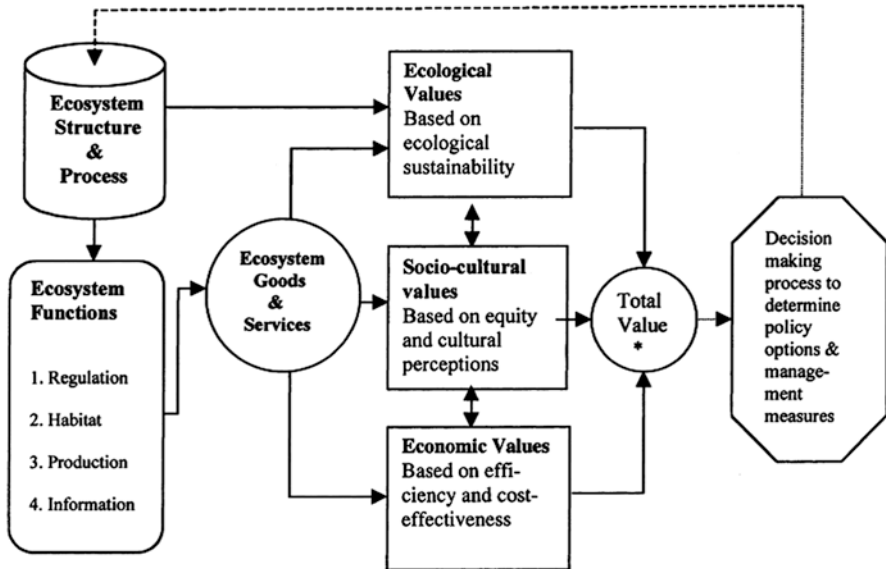 Ecosystem
Structure
&
Process
Ecosystem
Functions
1. Regulation
2. Habitat
3. Production
4. Information
Ecosystem
Goods
&
Services
Ecological
Values
Based on
ecological
sustainability
Socio-cultural
values
Based on equity
and cultural
perceptions
Economic Values
Based on effi-
ciency and cost-
effectiveness
Total
Value
*
Decision
making
process to
determine
policy
options &
manage-
ment
measures